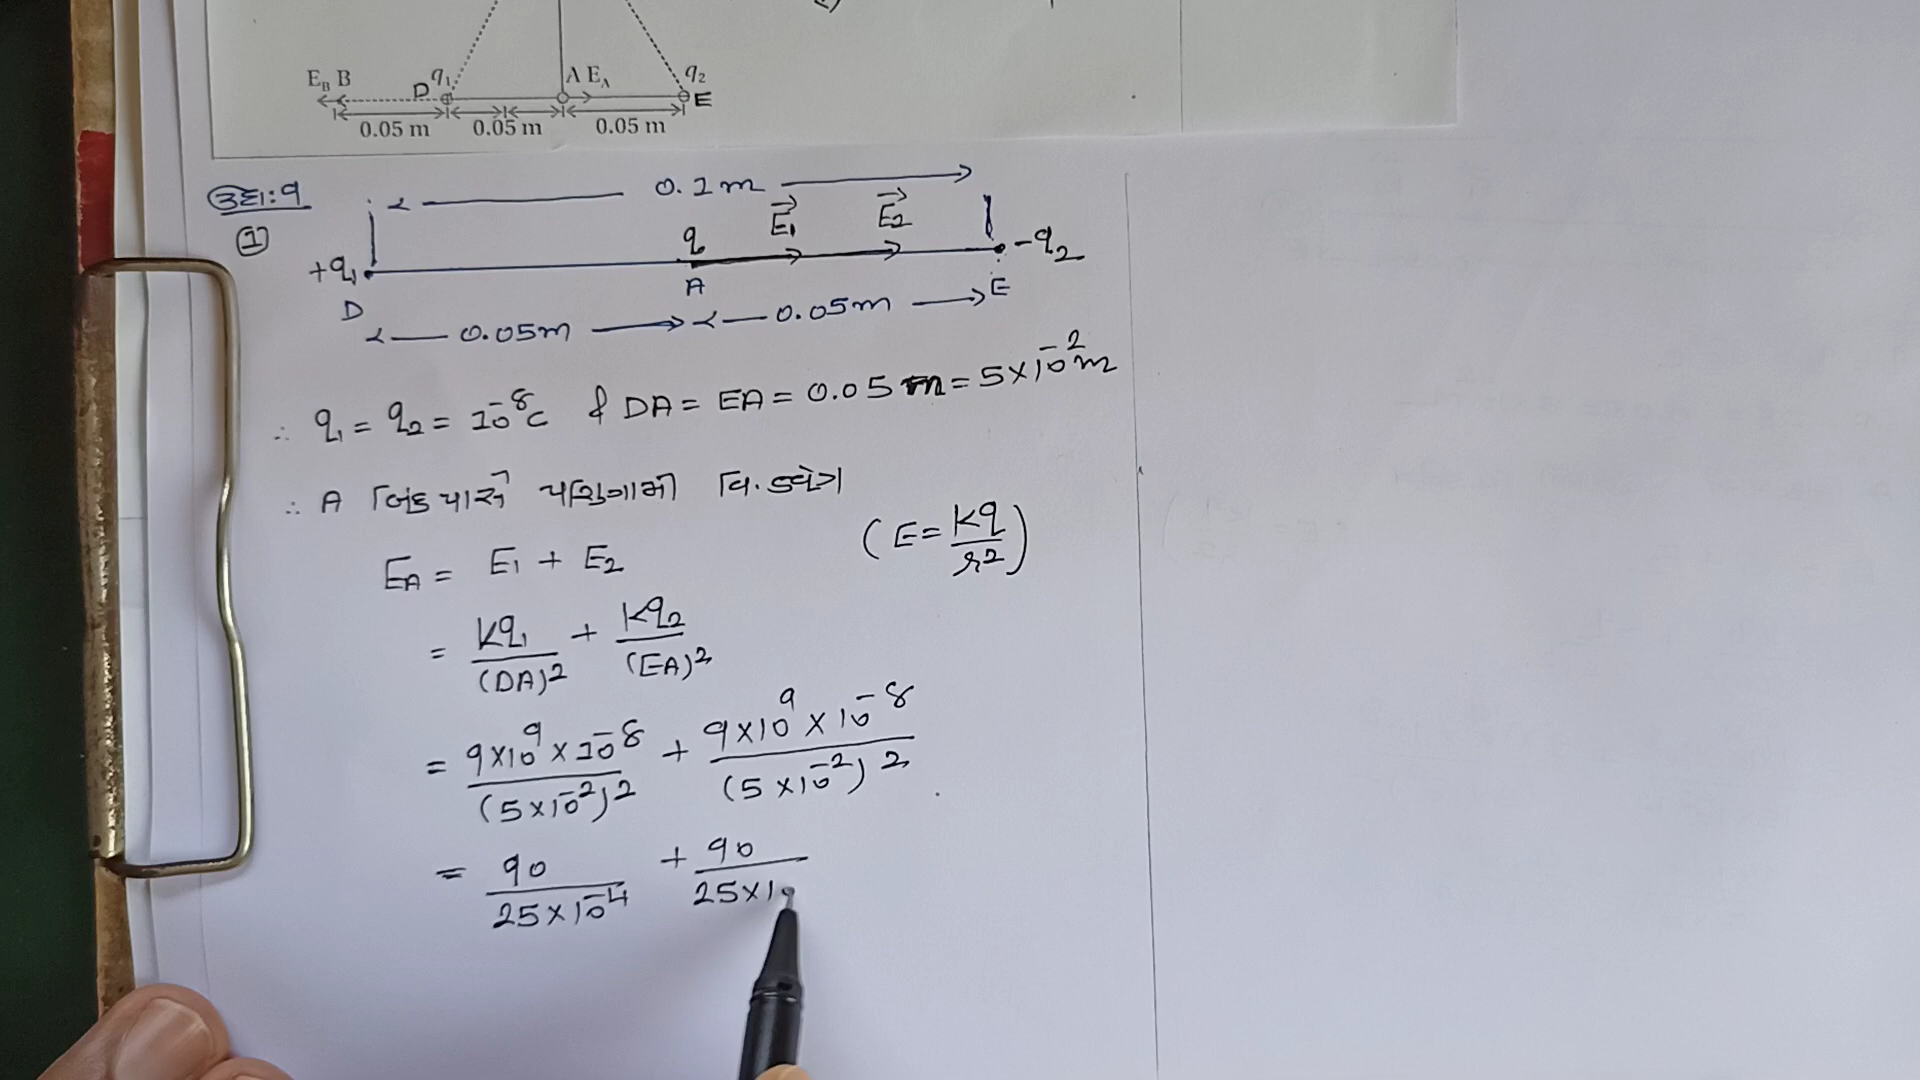 E_B B D q₁ A E_A q₂ E
0.05 m 0.05 m 0.05 m
ઉદા:૧
① 0.1m
+q₁ q E₁ E₂ -q₂
D A E
0.05m 0.05m
∴ q₁ = q₂ = 10⁻⁸C & DA = EA = 0.05 m = 5×10⁻²m
∴ A બિંદુ પાસે પરિણામી વિ.ક્ષેત્ર
(E = kq/r²)
E_A = E₁ + E₂
= kq₁/(DA)² + kq₂/(EA)²
= 9×10⁹×10⁻⁸/(5×10⁻²)² + 9×10⁹×10⁻⁸/(5×10⁻²)²
= 90/25×10⁻⁴ + 90/25×10